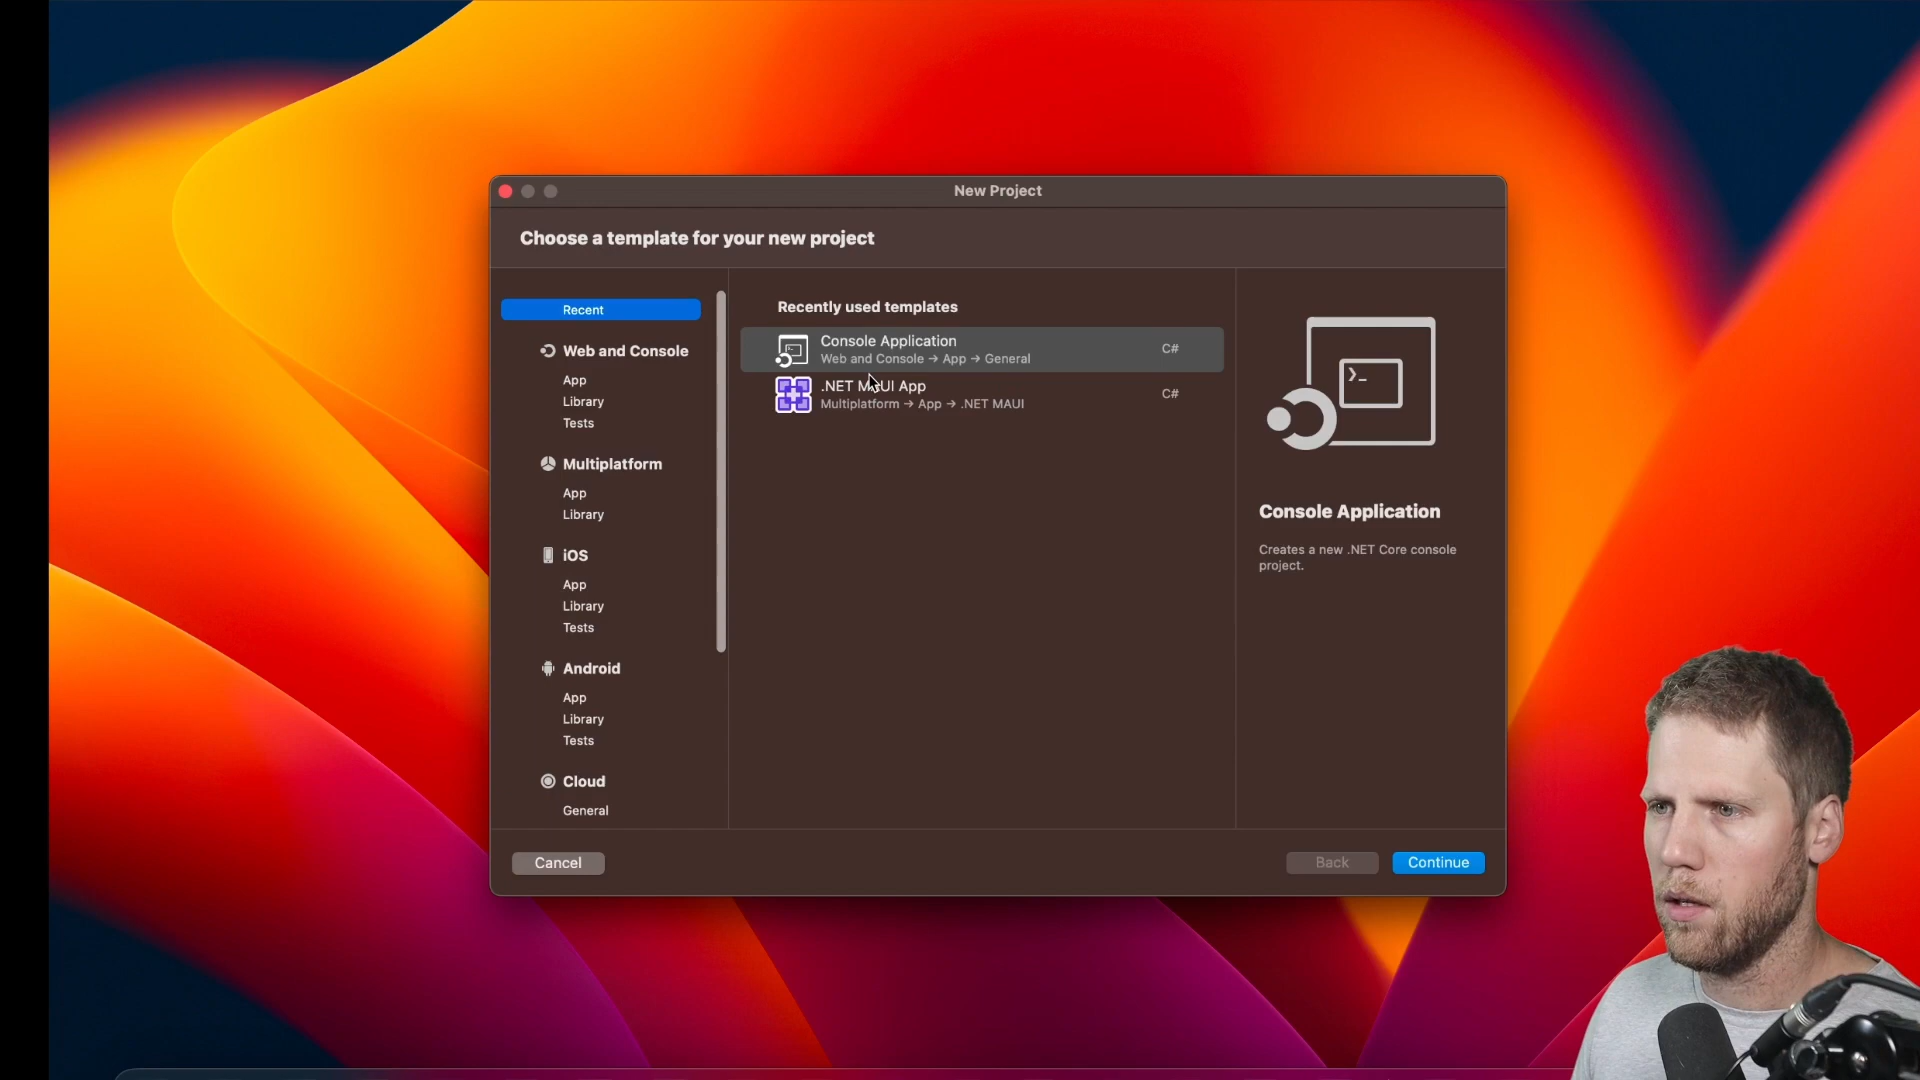 New Project
Choose a template for your new project
Recent
Web and Console
App
Library
Tests
Multiplatform
App
Library
iOS
App
Library
Tests
Android
App
Library
Tests
Cloud
General
Recently used templates
Console Application
Web and Console → App → General
C#
.NET MAUI App
Multiplatform → App → .NET MAUI
C#
Console Application
Creates a new .NET Core console
project.
Cancel
Back
Continue